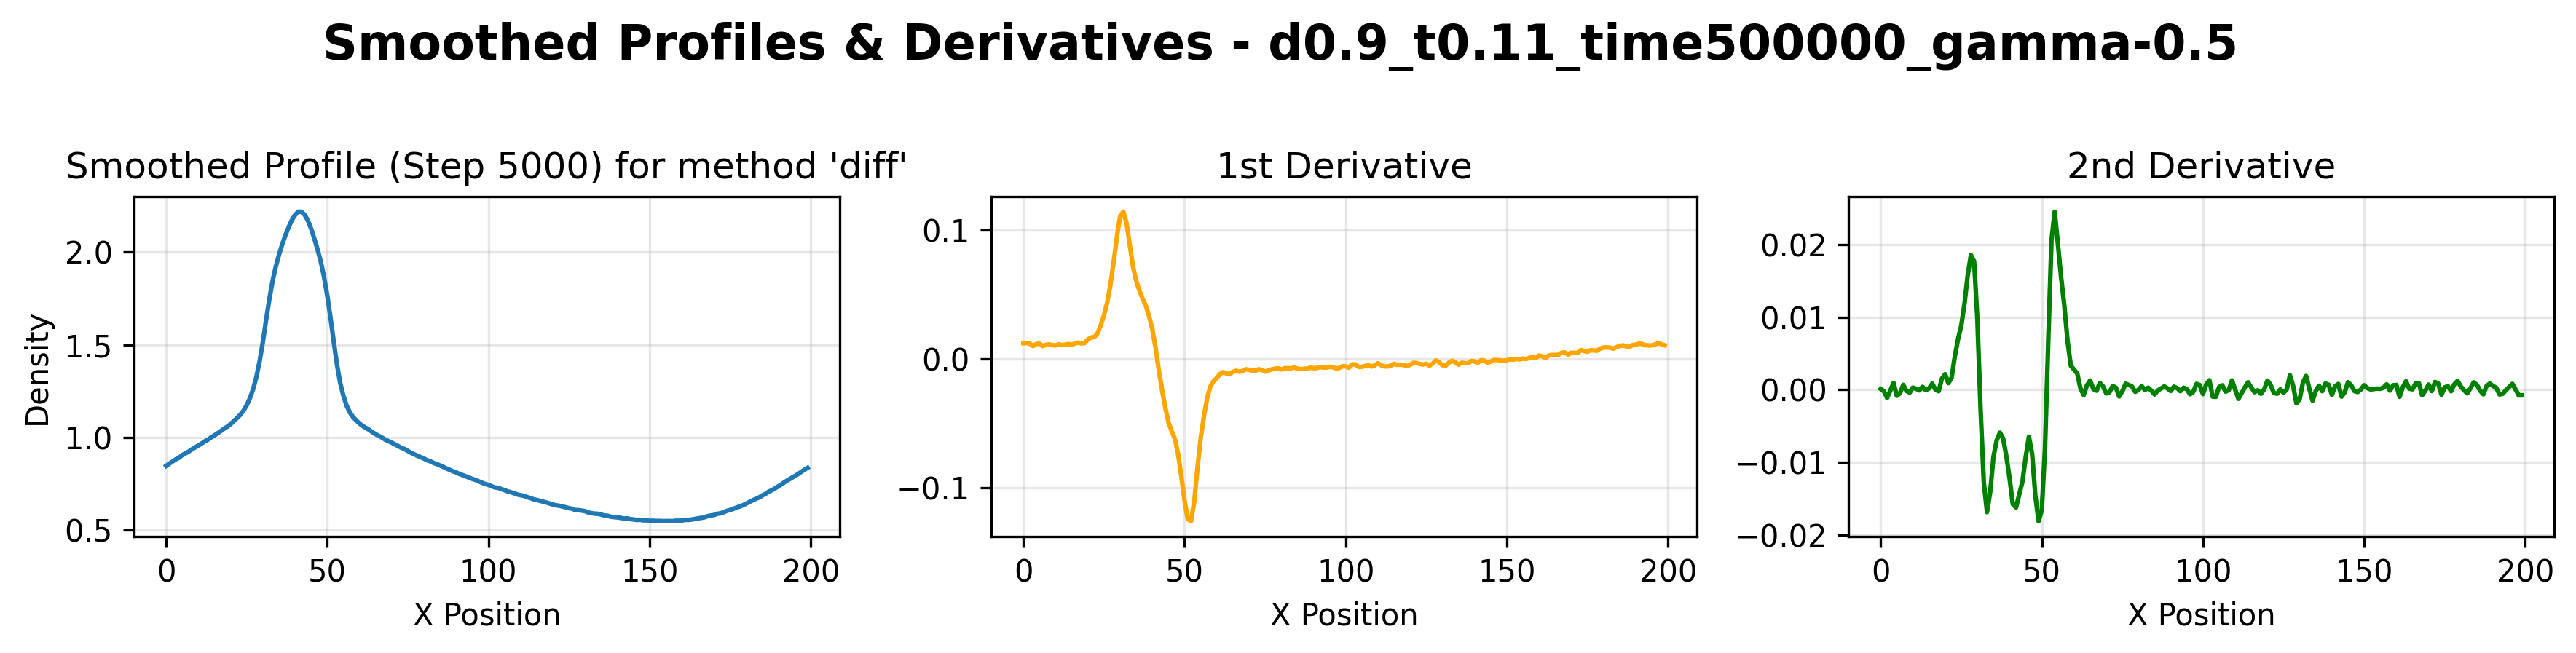 Smoothed Profiles & Derivatives - d0.9_t0.11_time500000_gamma-0.5
Smoothed Profile (Step 5000) for method 'diff'
Density
2.0
1.5
1.0
0.5
0 50 100 150 200
X Position
1st Derivative
0.1
0.0
−0.1
0 50 100 150 200
X Position
2nd Derivative
0.02
0.01
0.00
−0.01
−0.02
0 50 100 150 200
X Position